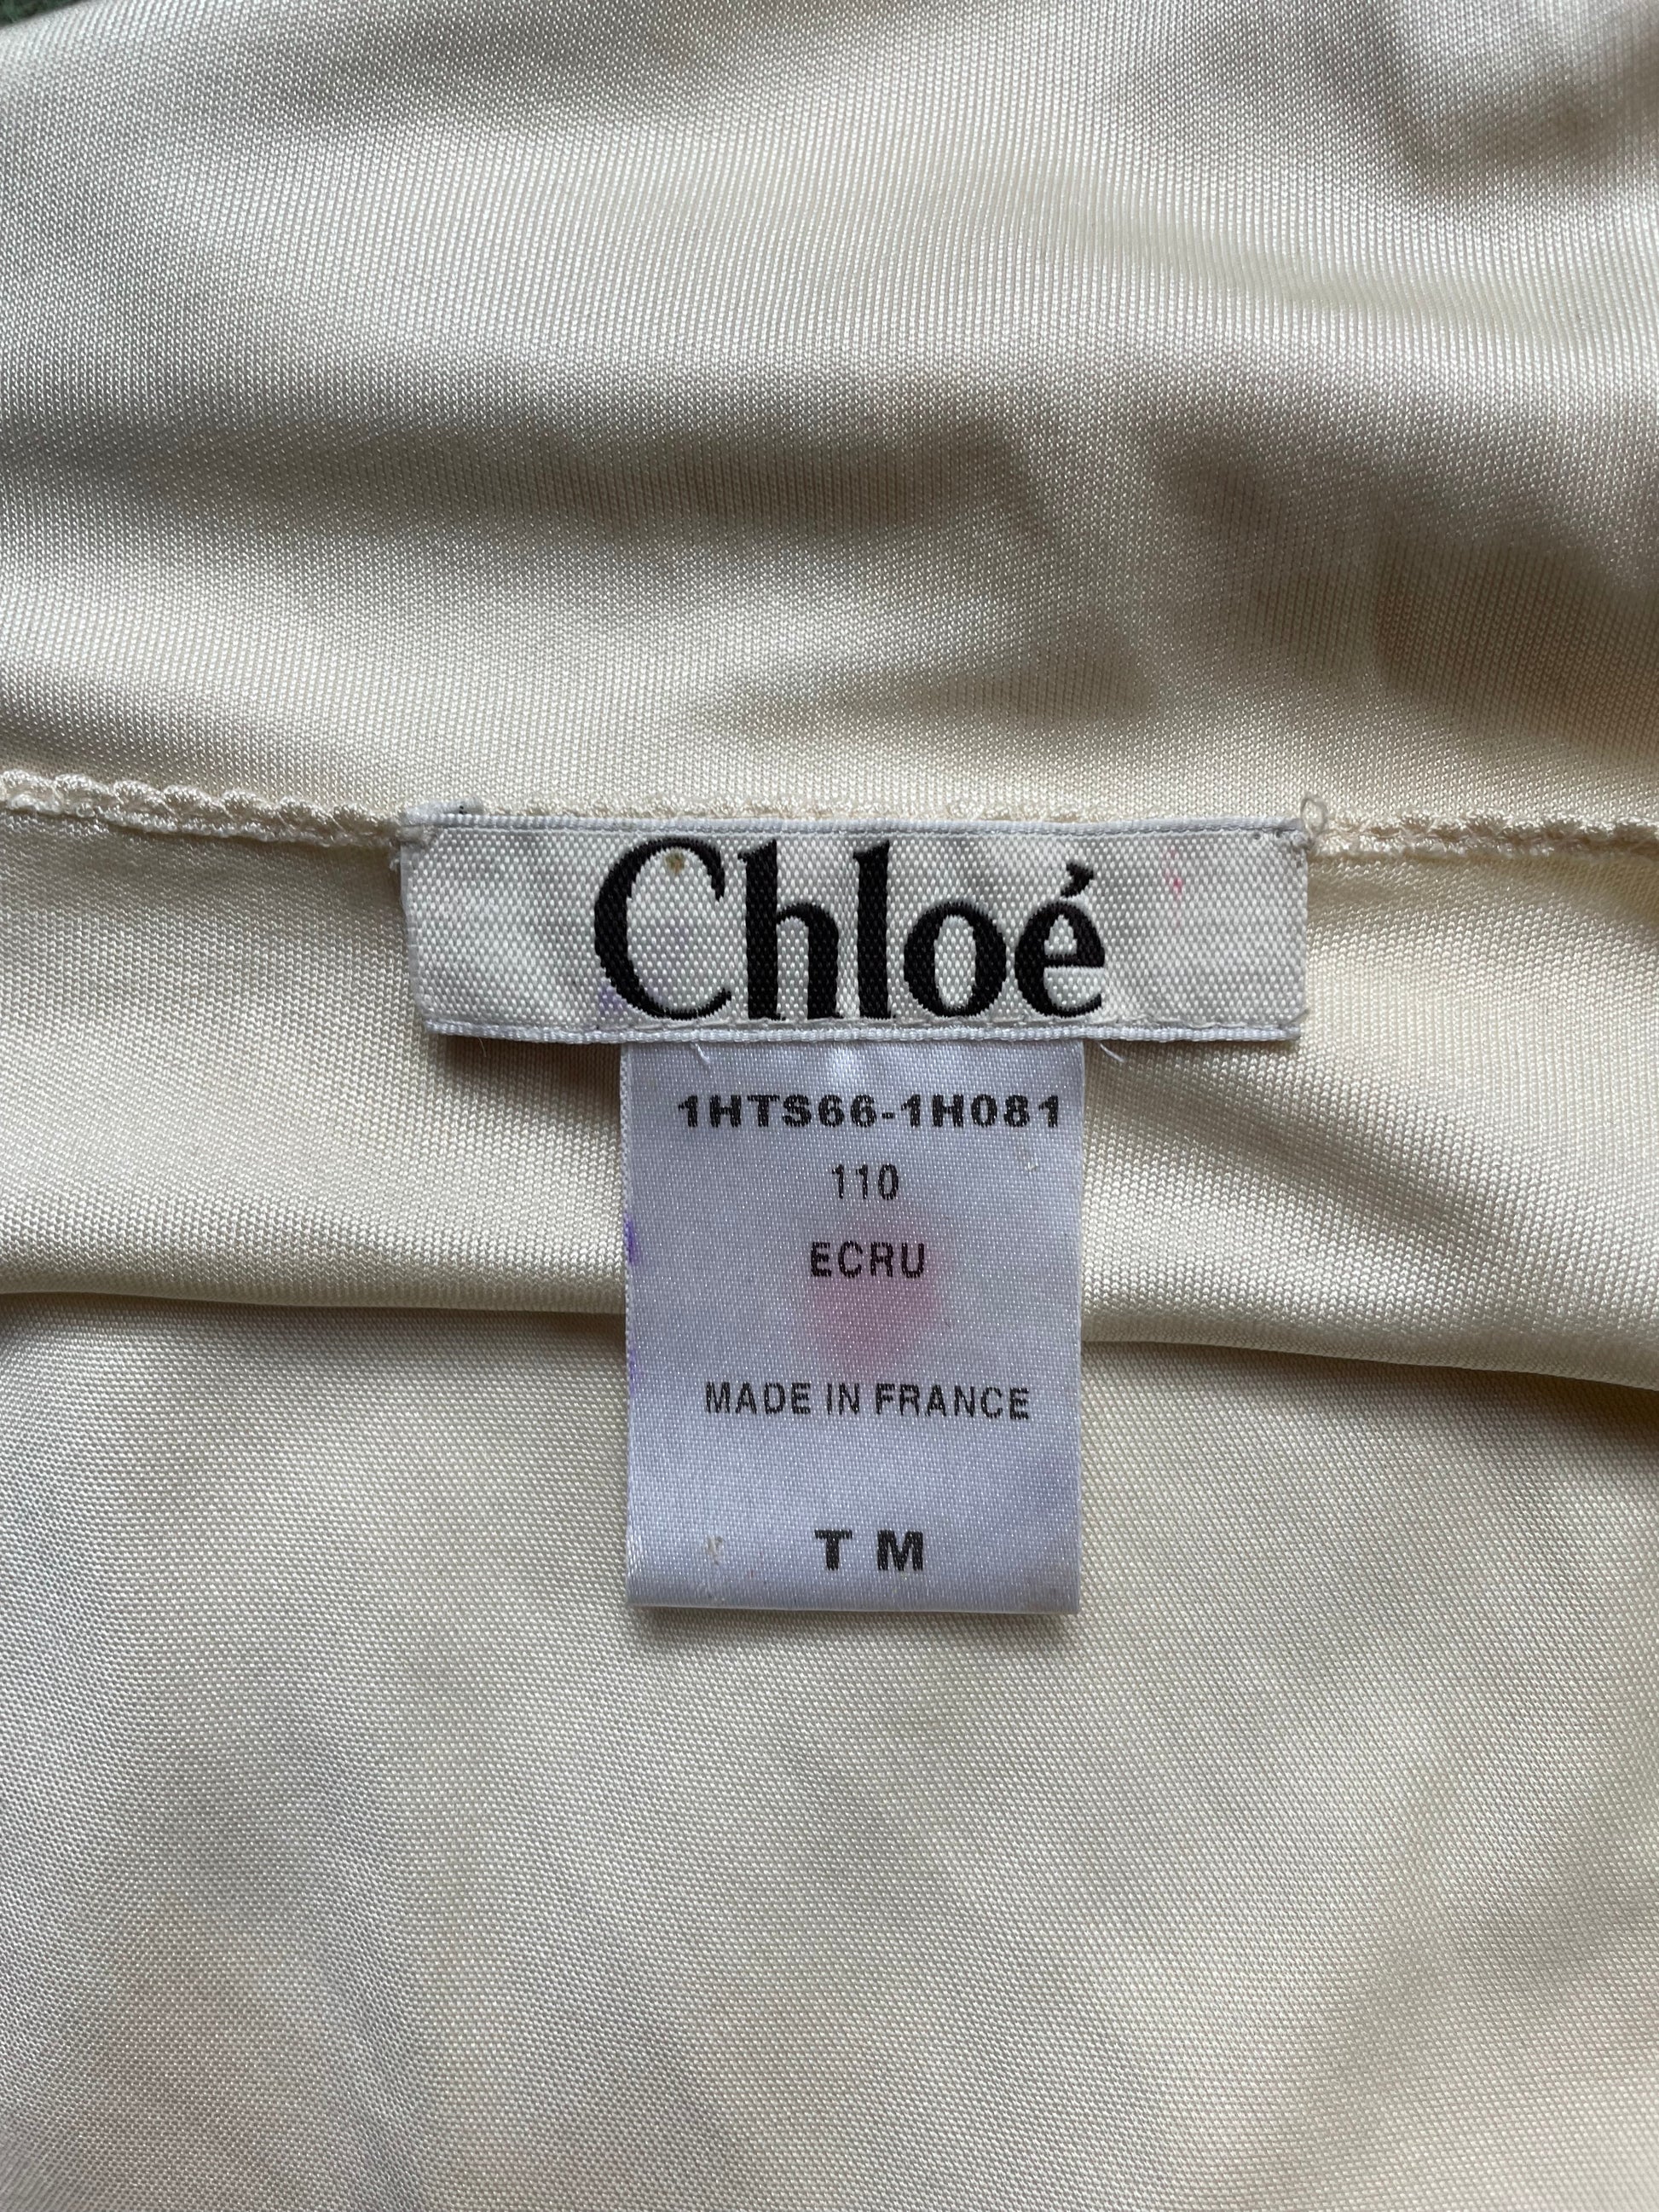 Chloé
1HTS66-1H081
110
ECRU
MADE IN FRANCE
T M